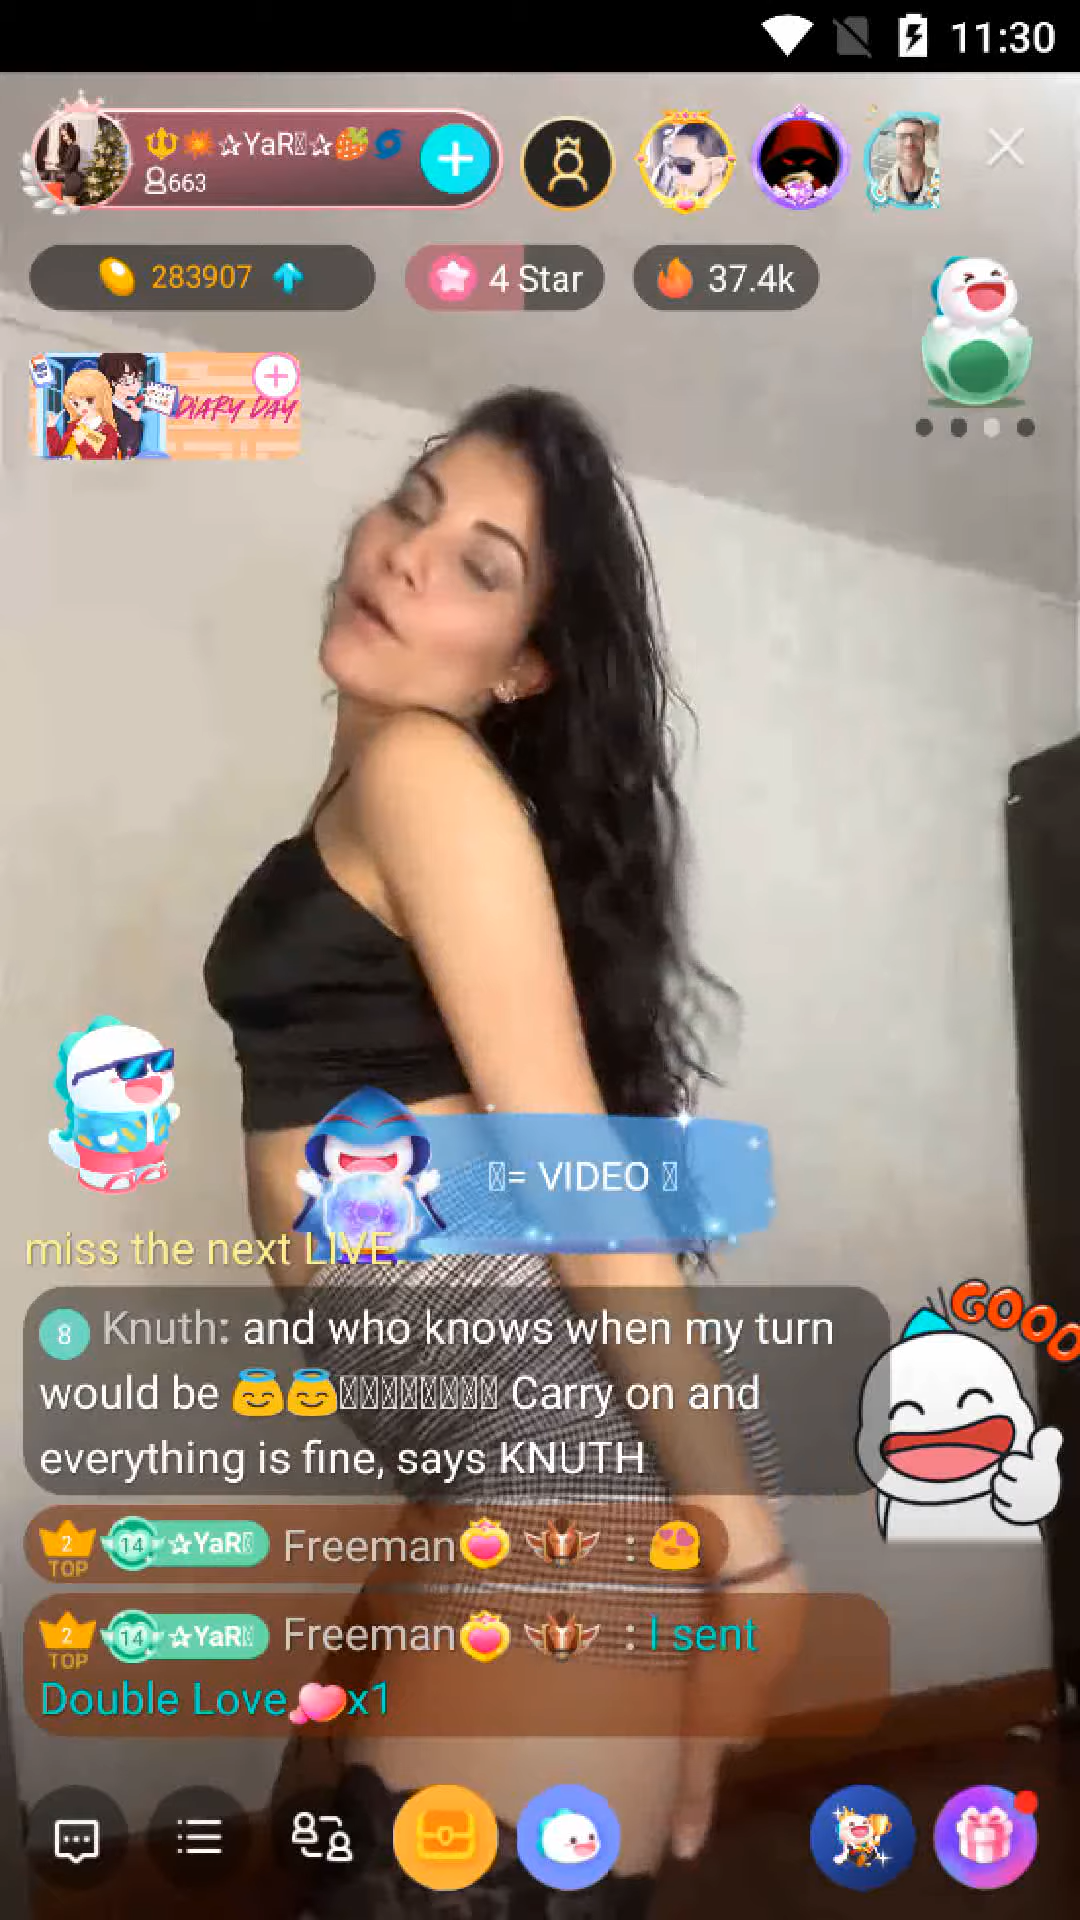 11:30
☆YaR☆
663
283907
4 Star
37.4k
DIARY DAY
= VIDEO
miss the next LIVE.
GOOD
8 Knuth: and who knows when my turn
would be 😇😇 Carry on and
everything is fine, says KNUTH
2 TOP 14 ☆YaR Freeman : 😍
2 TOP 14 ☆YaR Freeman : I sent
Double Love x1